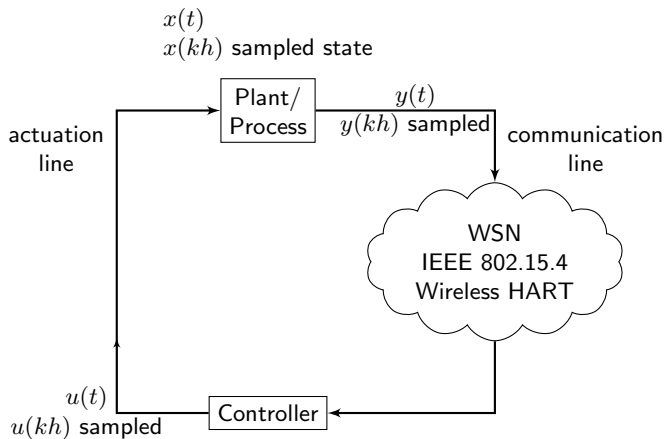 x(t)
x(kh) sampled state
Plant/
Process
y(t)
y(kh) sampled
actuation
line
communication
line
WSN
IEEE 802.15.4
Wireless HART
u(t)
u(kh) sampled
Controller